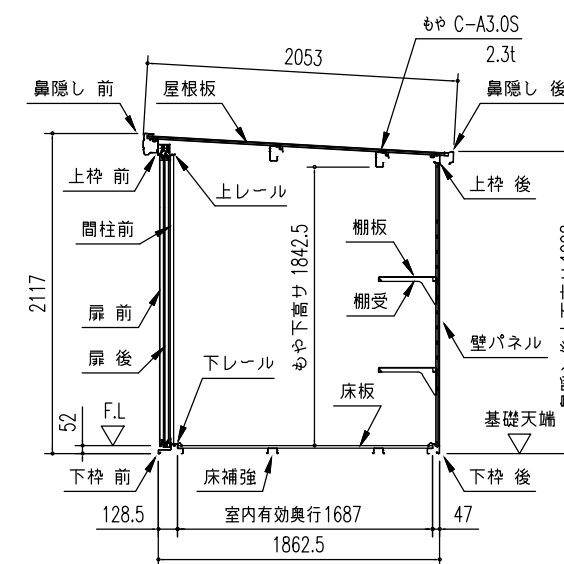 もや C-A3.0S
2.3t
2053
鼻隠し 前
屋根板
鼻隠し 後
上枠 前
上レール
上枠 後
間柱前
棚板
もや下高サ 1842.5
2117
扉 前
棚受
壁パネル
扉 後
下レール
床板
F.L
52
基礎天端
下枠 前
床補強
下枠 後
128.5
室内有効奥行1687
47
1862.5